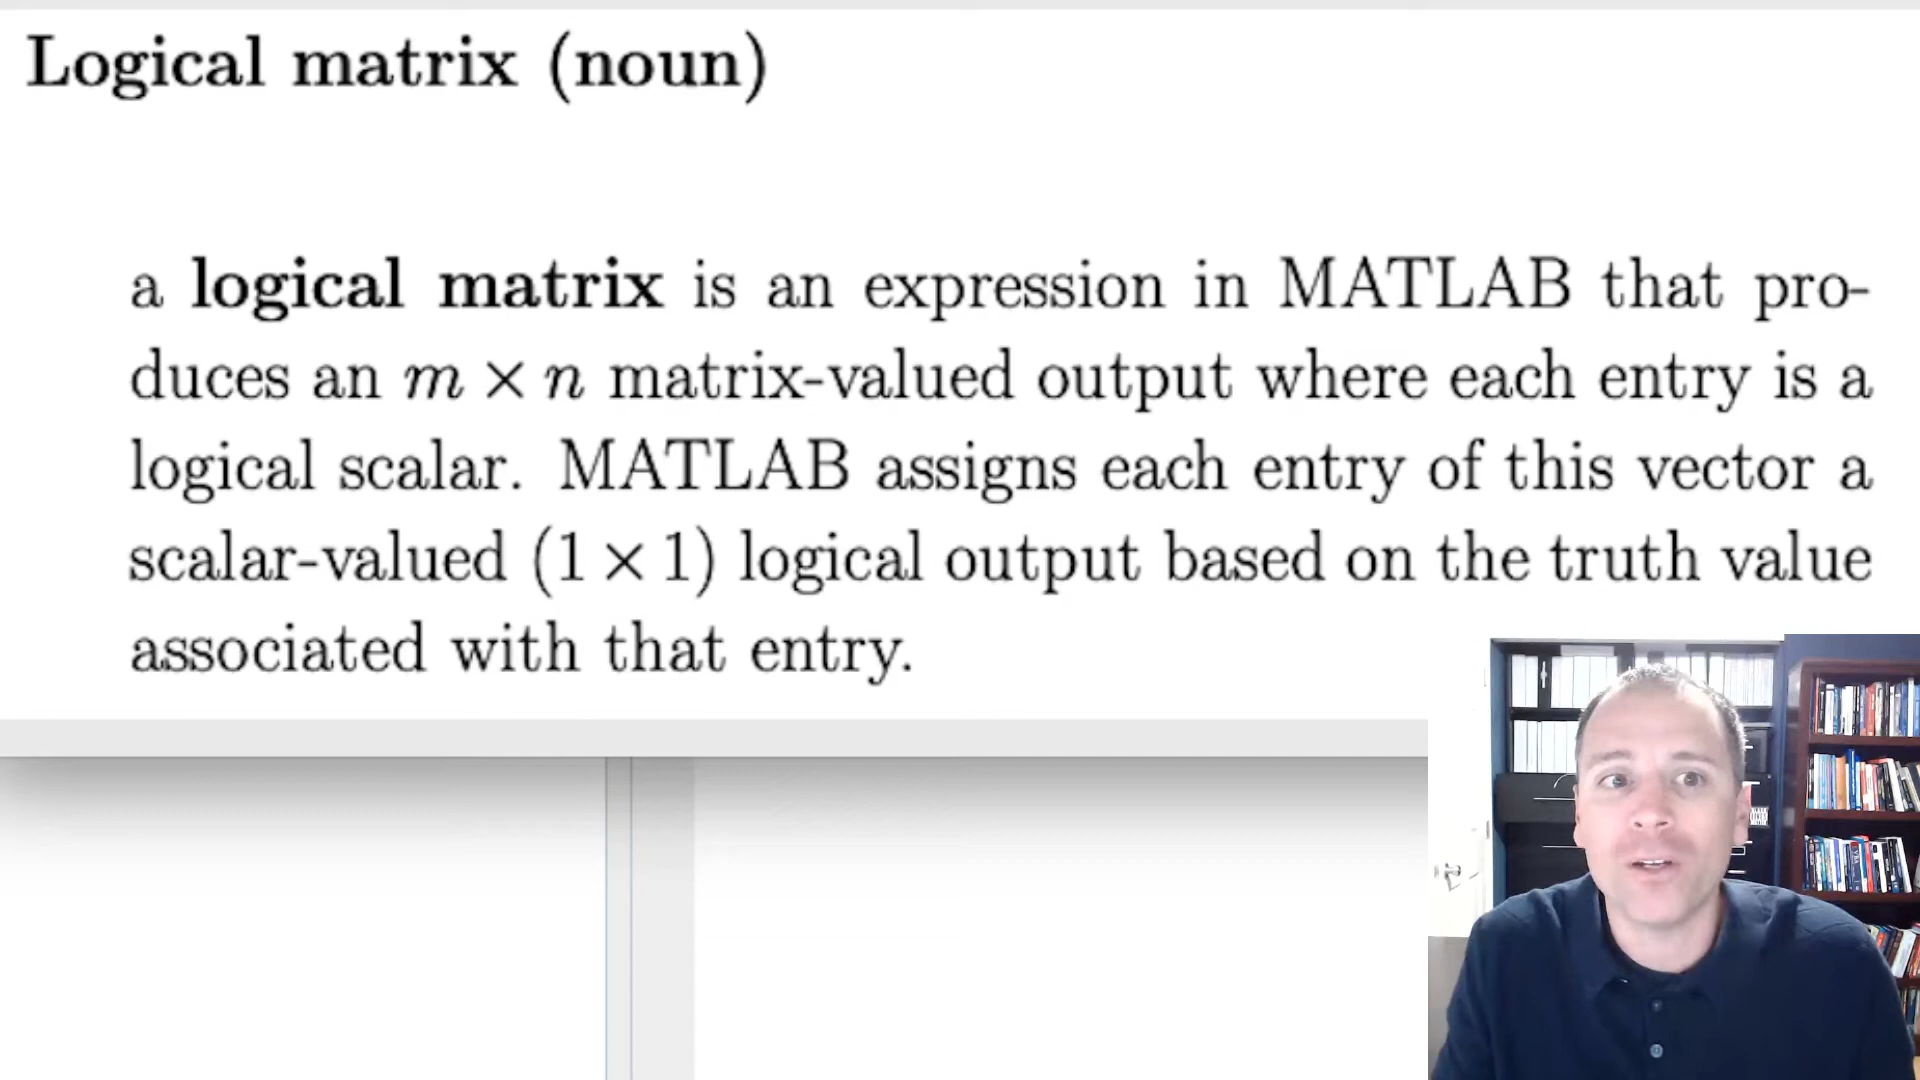 Logical matrix (noun)
a logical matrix is an expression in MATLAB that pro-
duces an m × n matrix-valued output where each entry is a
logical scalar. MATLAB assigns each entry of this vector a
scalar-valued (1 × 1) logical output based on the truth value
associated with that entry.